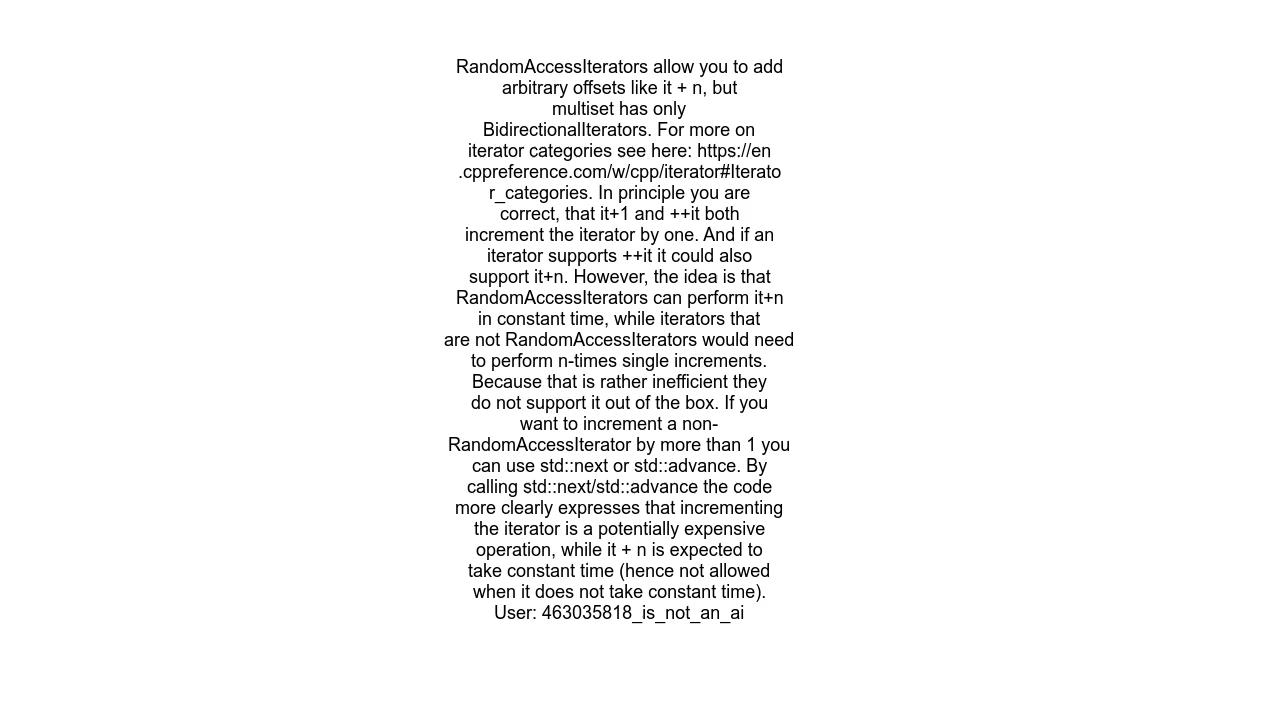 RandomAccessIterators allow you to add
arbitrary offsets like it + n, but
multiset has only
BidirectionalIterators. For more on
iterator categories see here: https://en
.cppreference.com/w/cpp/iterator#Iterato
r_categories. In principle you are
correct, that it+1 and ++it both
increment the iterator by one. And if an
iterator supports ++it it could also
support it+n. However, the idea is that
RandomAccessIterators can perform it+n
in constant time, while iterators that
are not RandomAccessIterators would need
to perform n-times single increments.
Because that is rather inefficient they
do not support it out of the box. If you
want to increment a non-
RandomAccessIterator by more than 1 you
can use std::next or std::advance. By
calling std::next/std::advance the code
more clearly expresses that incrementing
the iterator is a potentially expensive
operation, while it + n is expected to
take constant time (hence not allowed
when it does not take constant time).
User: 463035818_is_not_an_ai